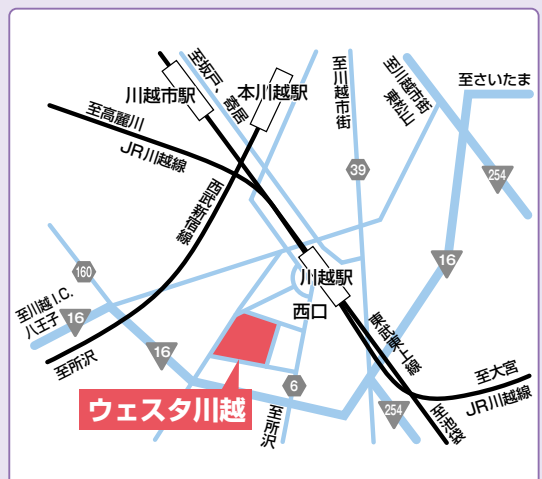 至坂戸、寄居
川越市駅
本川越駅
至川越市街
至川越市街
東松山
至さいたま
至高麗川
JR川越線
西武新宿線
39
254
16
160
川越駅
西口
至川越I.C.
八王子
16
16
至所沢
東武東上線
ウェスタ川越
6
至所沢
254
至大宮
JR川越線
至池袋